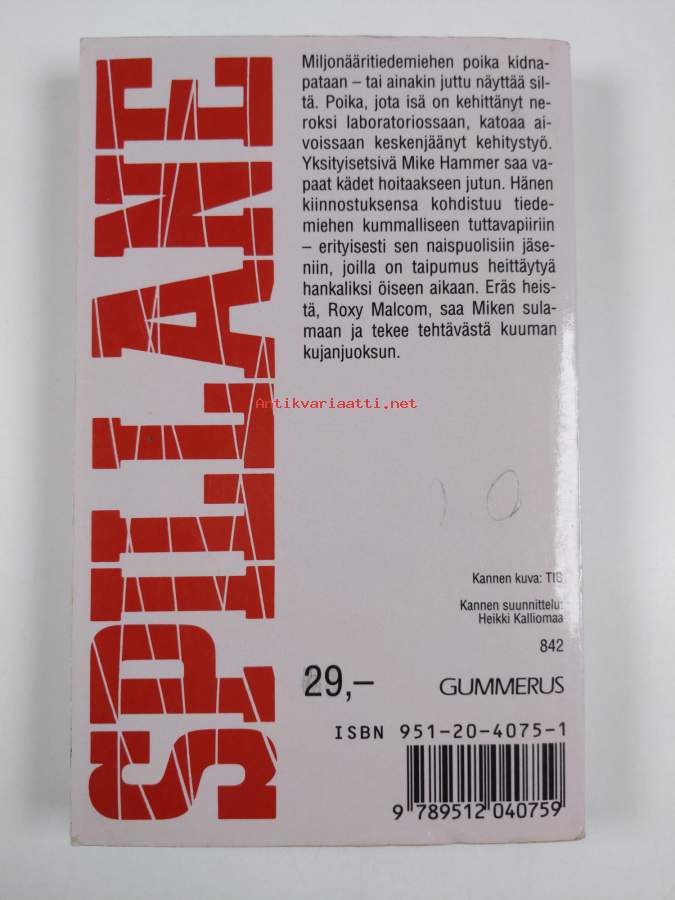 SPILLANE
Miljonääritiedemiehen poika kidna-
pataan – tai ainakin juttu näyttää sil-
tä. Poika, jota isä on kehittänyt ne-
roksi laboratoriossaan, katoaa ai-
voissaan keskenjäänyt kehitystyö.
Yksityisetsivä Mike Hammer saa va-
paat kädet hoitaakseen jutun. Hänen
kiinnostuksensa kohdistuu tiede-
miehen kummalliseen tuttavapiiriin
– erityisesti sen naispuolisiin jäse-
niin, joilla on taipumus heittäytyä
hankaliksi öiseen aikaan. Eräs heis-
tä, Roxy Malcom, saa Miken sula-
maan ja tekee tehtävästä kuuman
kujanjuoksun.
Antikvariaatti.net
Kannen kuva: TIB
Kannen suunnittelu:
Heikki Kalliomaa
842
29,–
GUMMERUS
ISBN 951-20-4075-1
9 789512 040759